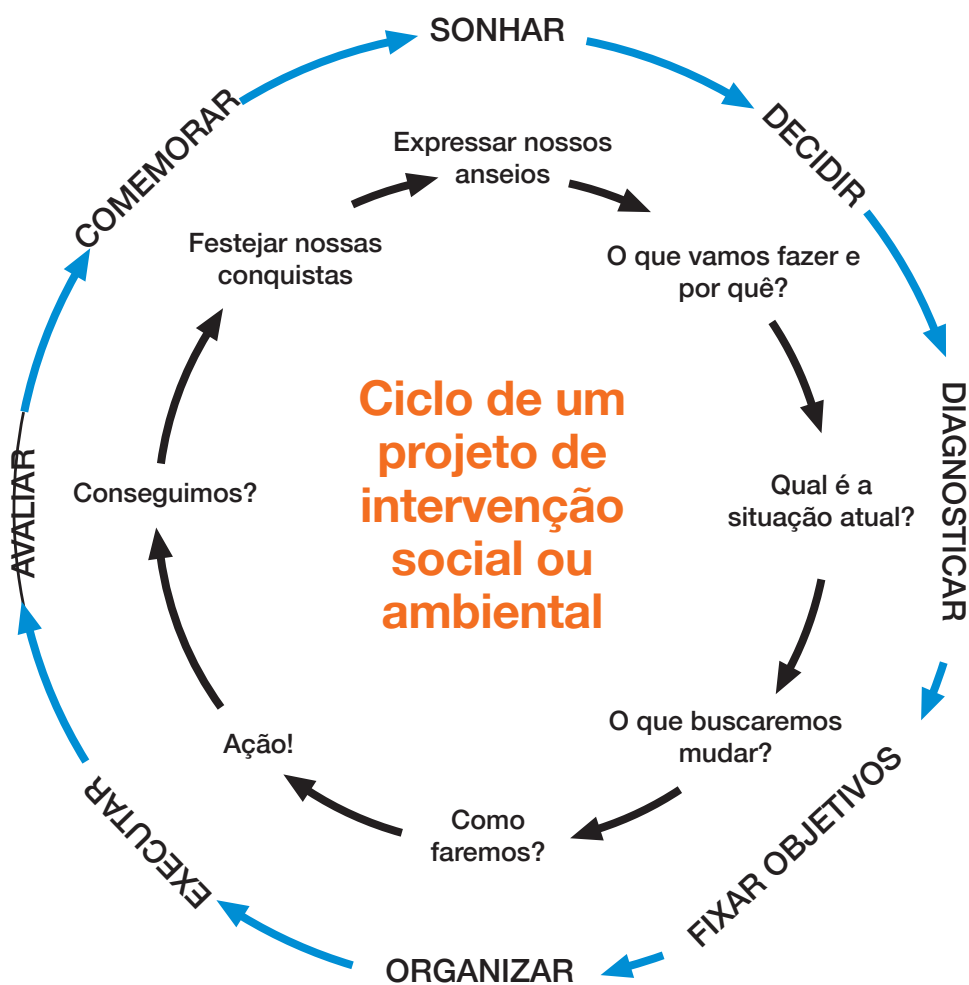 SONHAR
DECIDIR
DIAGNOSTICAR
FIXAR OBJETIVOS
ORGANIZAR
EXECUTAR
AVALIAR
COMEMORAR
Expressar nossos
anseios
O que vamos fazer e
por quê?
Qual é a
situação atual?
O que buscaremos
mudar?
Como
faremos?
Ação!
Conseguimos?
Festejar nossas
conquistas
Ciclo de um
projeto de
intervenção
social ou
ambiental